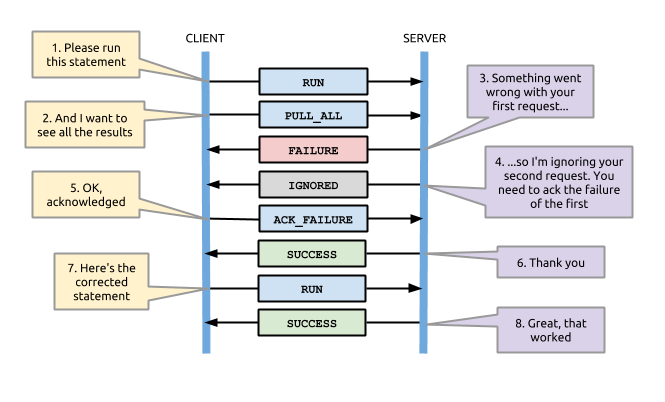 CLIENT
SERVER
1. Please run
this statement
RUN
2. And I want to
see all the results
PULL_ALL
3. Something went
wrong with your
first request...
FAILURE
4. ...so I'm ignoring your
second request. You
need to ack the failure
of the first
IGNORED
5. OK,
acknowledged
ACK_FAILURE
SUCCESS
6. Thank you
7. Here's the
corrected
statement
RUN
SUCCESS
8. Great, that
worked